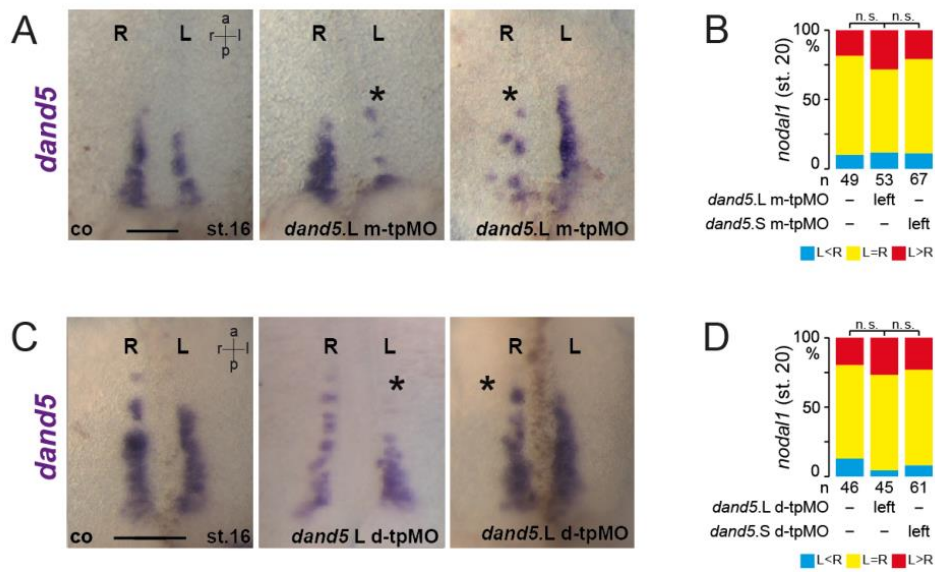 A
R L
a
r l
p
R L
*
R L
*
dand5
co st.16
dand5.L m-tpMO
dand5.L m-tpMO
B
n.s. n.s.
100
%
50
0
nodal1 (st. 20)
n 49 53 67
dand5.L m-tpMO – left –
dand5.S m-tpMO – – left
L<R L=R L>R
C
R L
a
r l
p
R L
*
R L
*
dand5
co st.16
dand5 L d-tpMO
dand5.L d-tpMO
D
n.s. n.s.
100
%
50
0
nodal1 (st. 20)
n 46 45 61
dand5.L d-tpMO – left –
dand5.S d-tpMO – – left
L<R L=R L>R